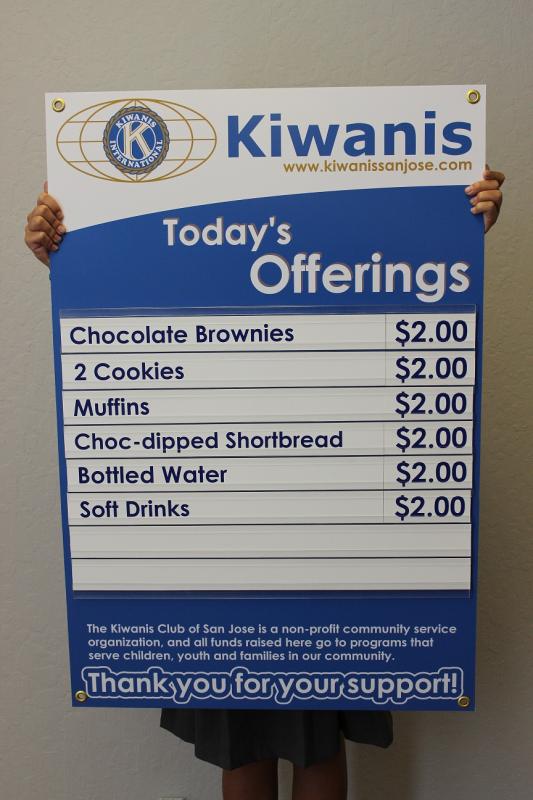 KIWANIS
K
INTERNATIONAL
Kiwanis
www.kiwanissanjose.com
Today's
Offerings
Chocolate Brownies $2.00
2 Cookies $2.00
Muffins $2.00
Choc-dipped Shortbread $2.00
Bottled Water $2.00
Soft Drinks $2.00
The Kiwanis Club of San Jose is a non-profit community service
organization, and all funds raised here go to programs that
serve children, youth and families in our community.
Thank you for your support!